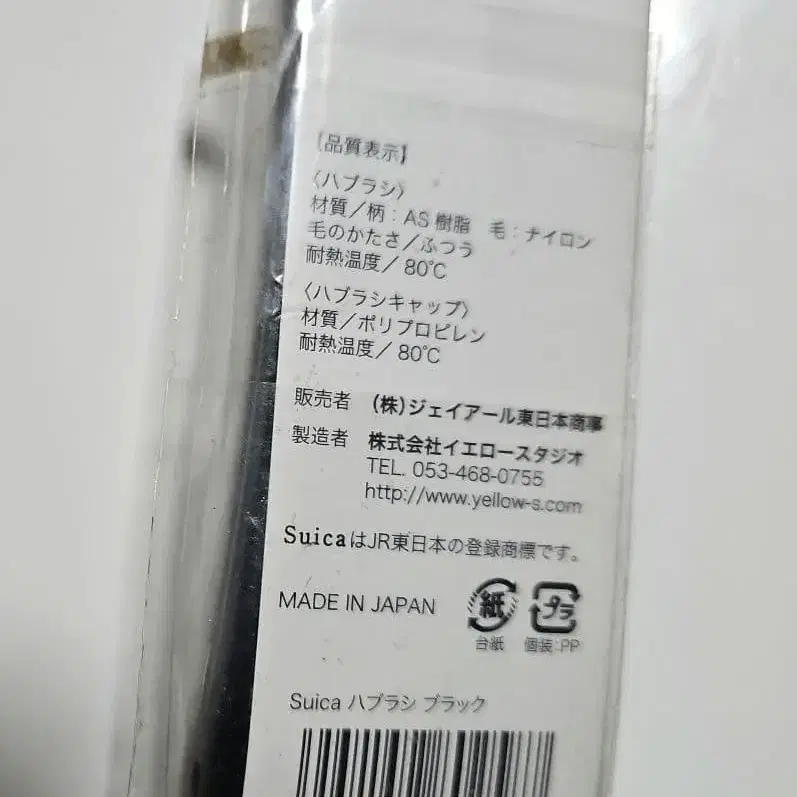 【品質表示】
〈ハブラシ〉
材質／柄：AS樹脂　毛：ナイロン
毛のかたさ／ふつう
耐熱温度／80℃
〈ハブラシキャップ〉
材質／ポリプロピレン
耐熱温度／80℃
販売者　(株)ジェイアール東日本商事
製造者　株式会社イエロースタジオ
TEL. 053-468-0755
http://www.yellow-s.com
SuicaはJR東日本の登録商標です。
MADE IN JAPAN　紙　プラ
台紙　個装:PP
Suica ハブラシ ブラック